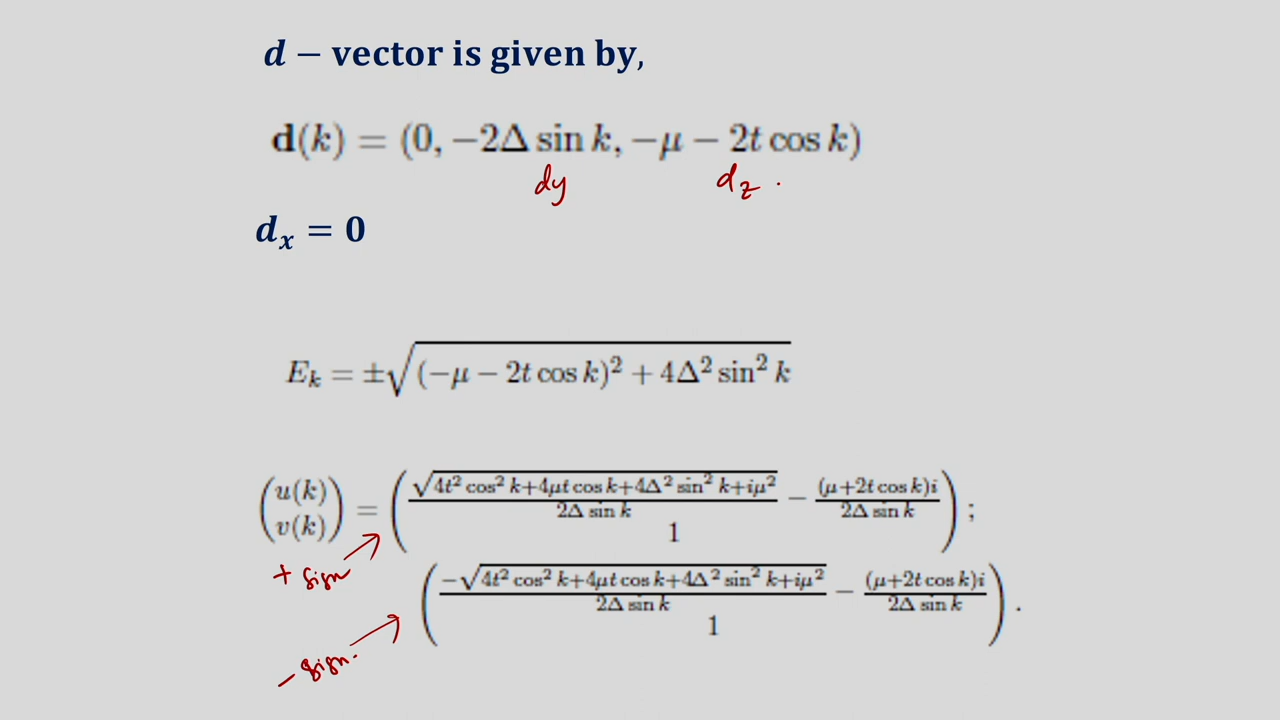 d − vector is given by,
d(k) = (0, −2Δ sin k, −μ − 2t cos k)
dy dz .
dₓ = 0
Eₖ = ±√((−μ − 2t cos k)² + 4Δ² sin² k)
(u(k) v(k)) = (√(4t² cos² k+4μt cos k+4Δ² sin² k+iμ²)/(2Δ sin k) − (μ+2t cos k)i/(2Δ sin k) 1) ;
+ sign
(−√(4t² cos² k+4μt cos k+4Δ² sin² k+iμ²)/(2Δ sin k) − (μ+2t cos k)i/(2Δ sin k) 1) .
− sign.